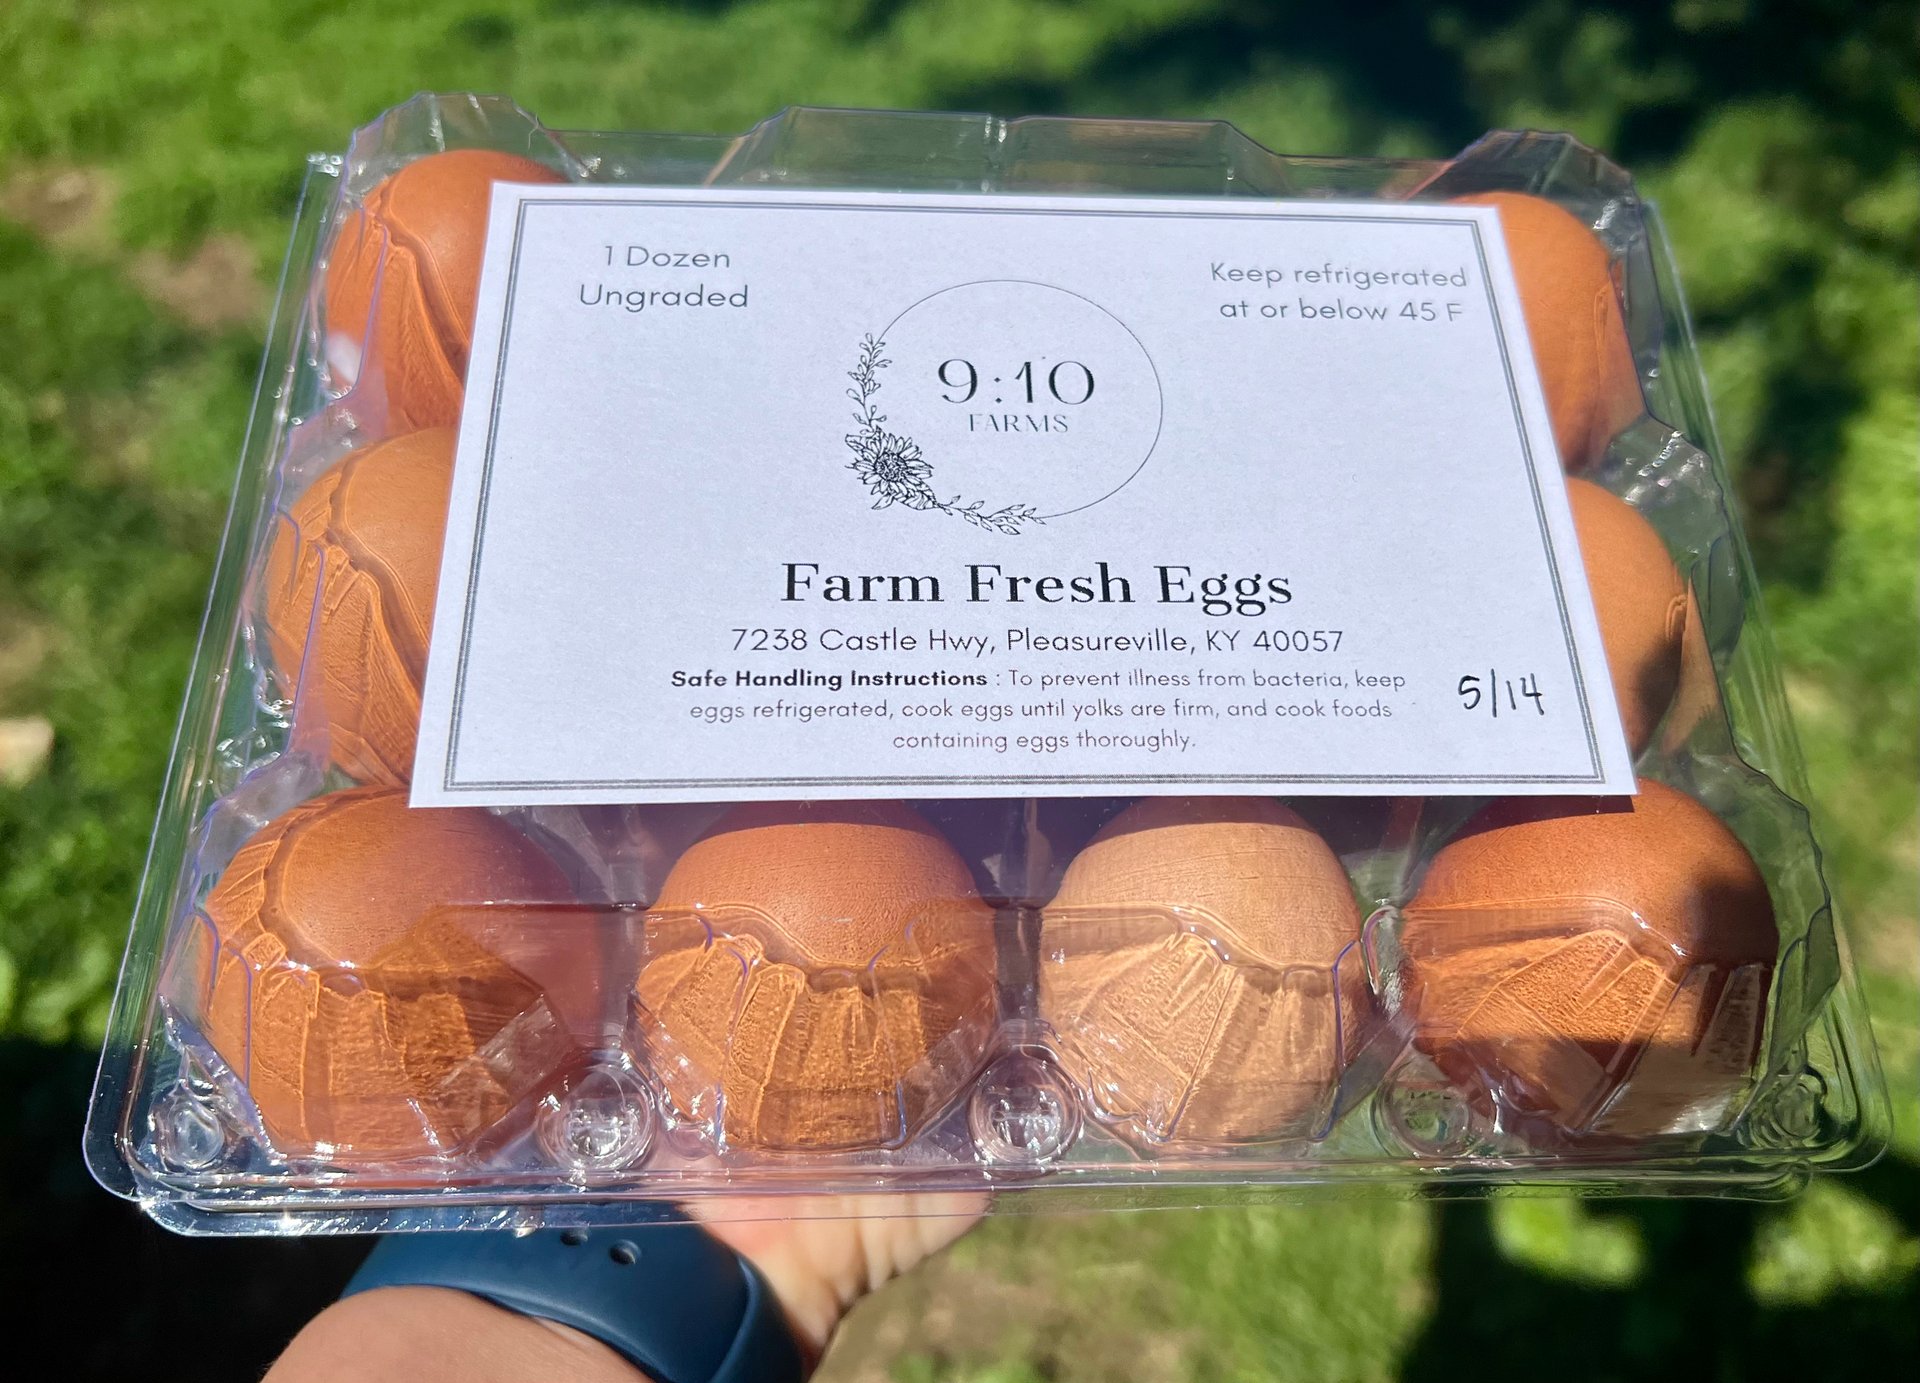 1 Dozen
Ungraded
Keep refrigerated
at or below 45 F
9:10
FARMS
Farm Fresh Eggs
7238 Castle Hwy, Pleasureville, KY 40057
Safe Handling Instructions : To prevent illness from bacteria, keep
eggs refrigerated, cook eggs until yolks are firm, and cook foods
containing eggs thoroughly.
5/14